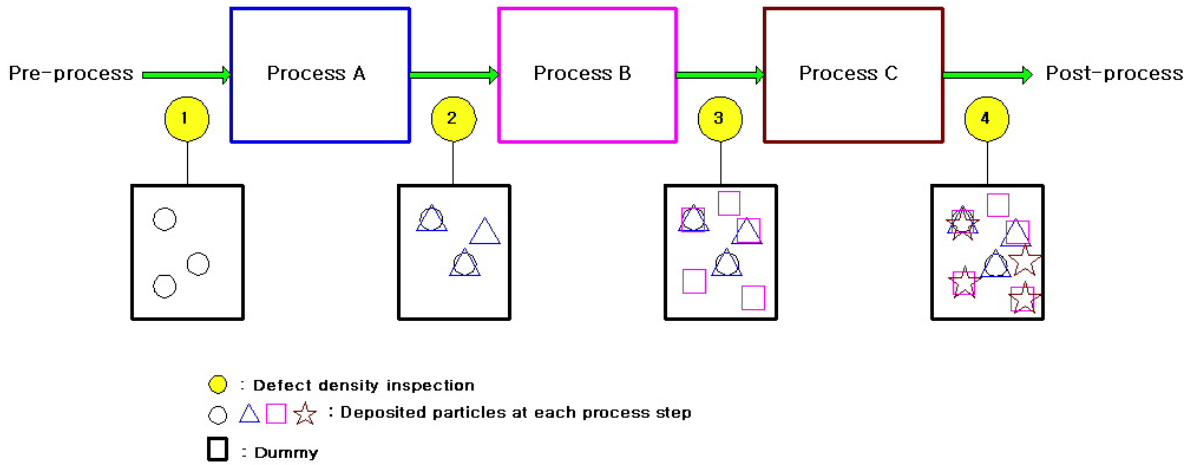 Pre-process
Process A
Process B
Process C
Post-process
1
2
3
4
: Defect density inspection
: Deposited particles at each process step
: Dummy